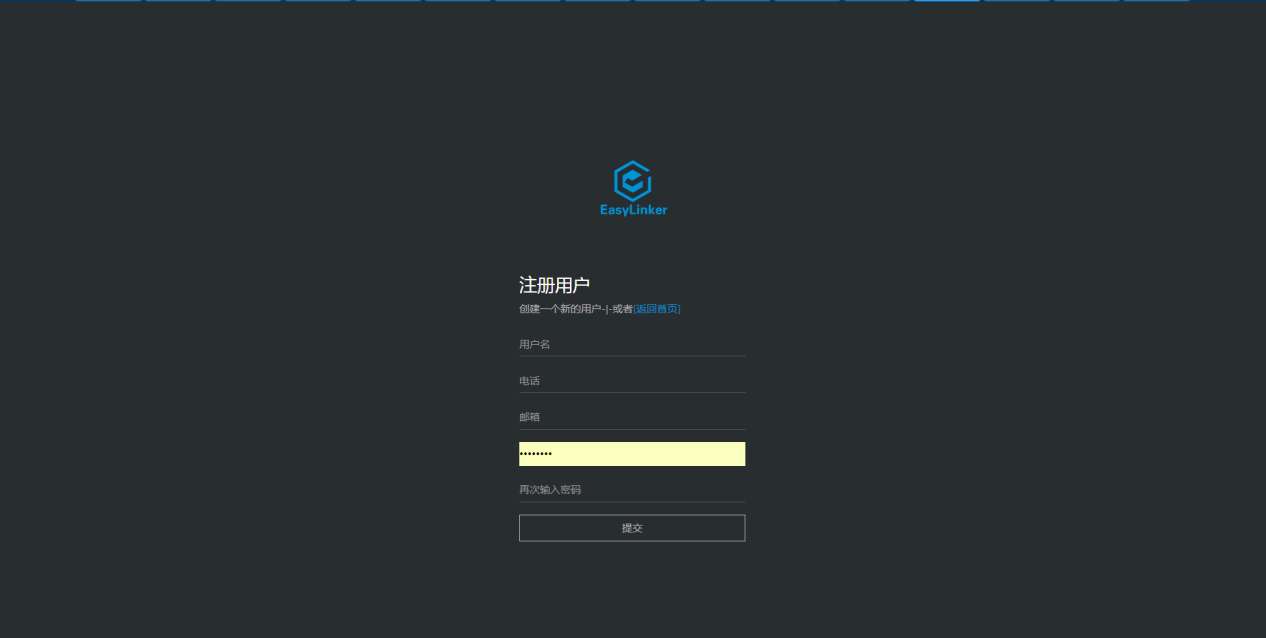 EasyLinker
注册用户
创建一个新的用户-|-或者[返回首页]
用户名
电话
邮箱
••••••••
再次输入密码
提交